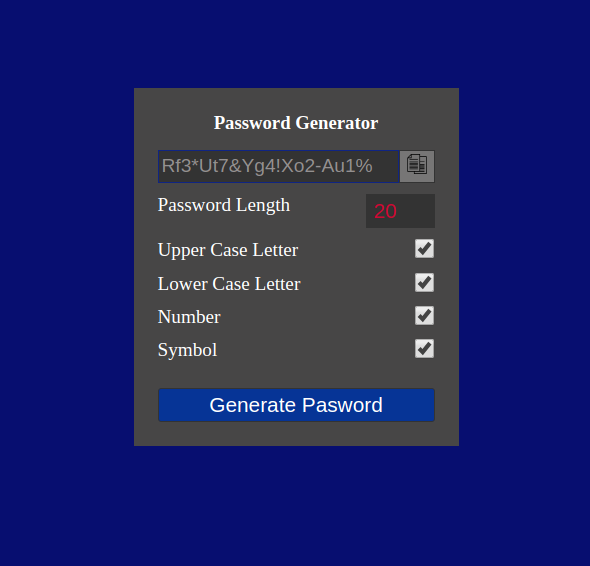 Password Generator
Rf3*Ut7&Yg4!Xo2-Au1%
Password Length
20
Upper Case Letter
Lower Case Letter
Number
Symbol
Generate Pasword